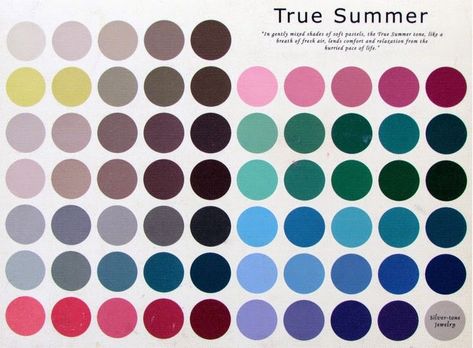 True Summer
"In gently mixed shades of soft pastels, the True Summer tone, like a
breath of fresh air, lends comfort and relaxation from the
hurried pace of life."
Silver-tone
Jewelry